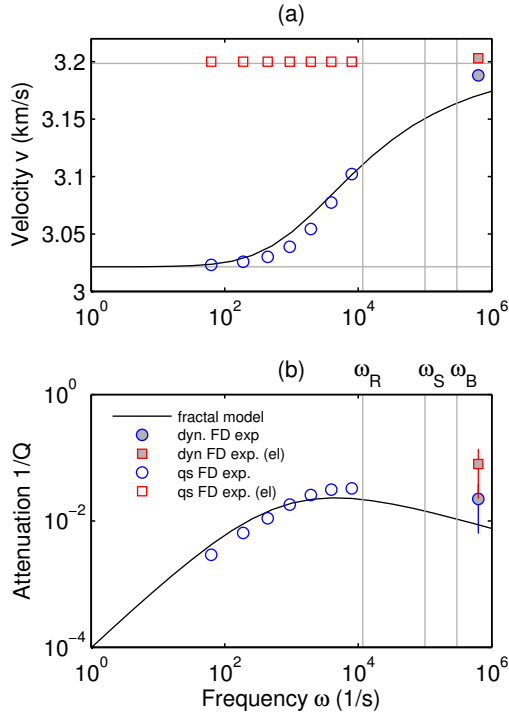 (a)
Velocity v (km/s)
3.2
3.15
3.1
3.05
3
10^0
10^2
10^4
10^6
(b)
ω_R
ω_S
ω_B
Attenuation 1/Q
10^0
10^−2
10^−4
fractal model
dyn. FD exp
dyn FD exp. (el)
qs FD exp.
qs FD exp. (el)
10^0
10^2
10^4
10^6
Frequency ω (1/s)